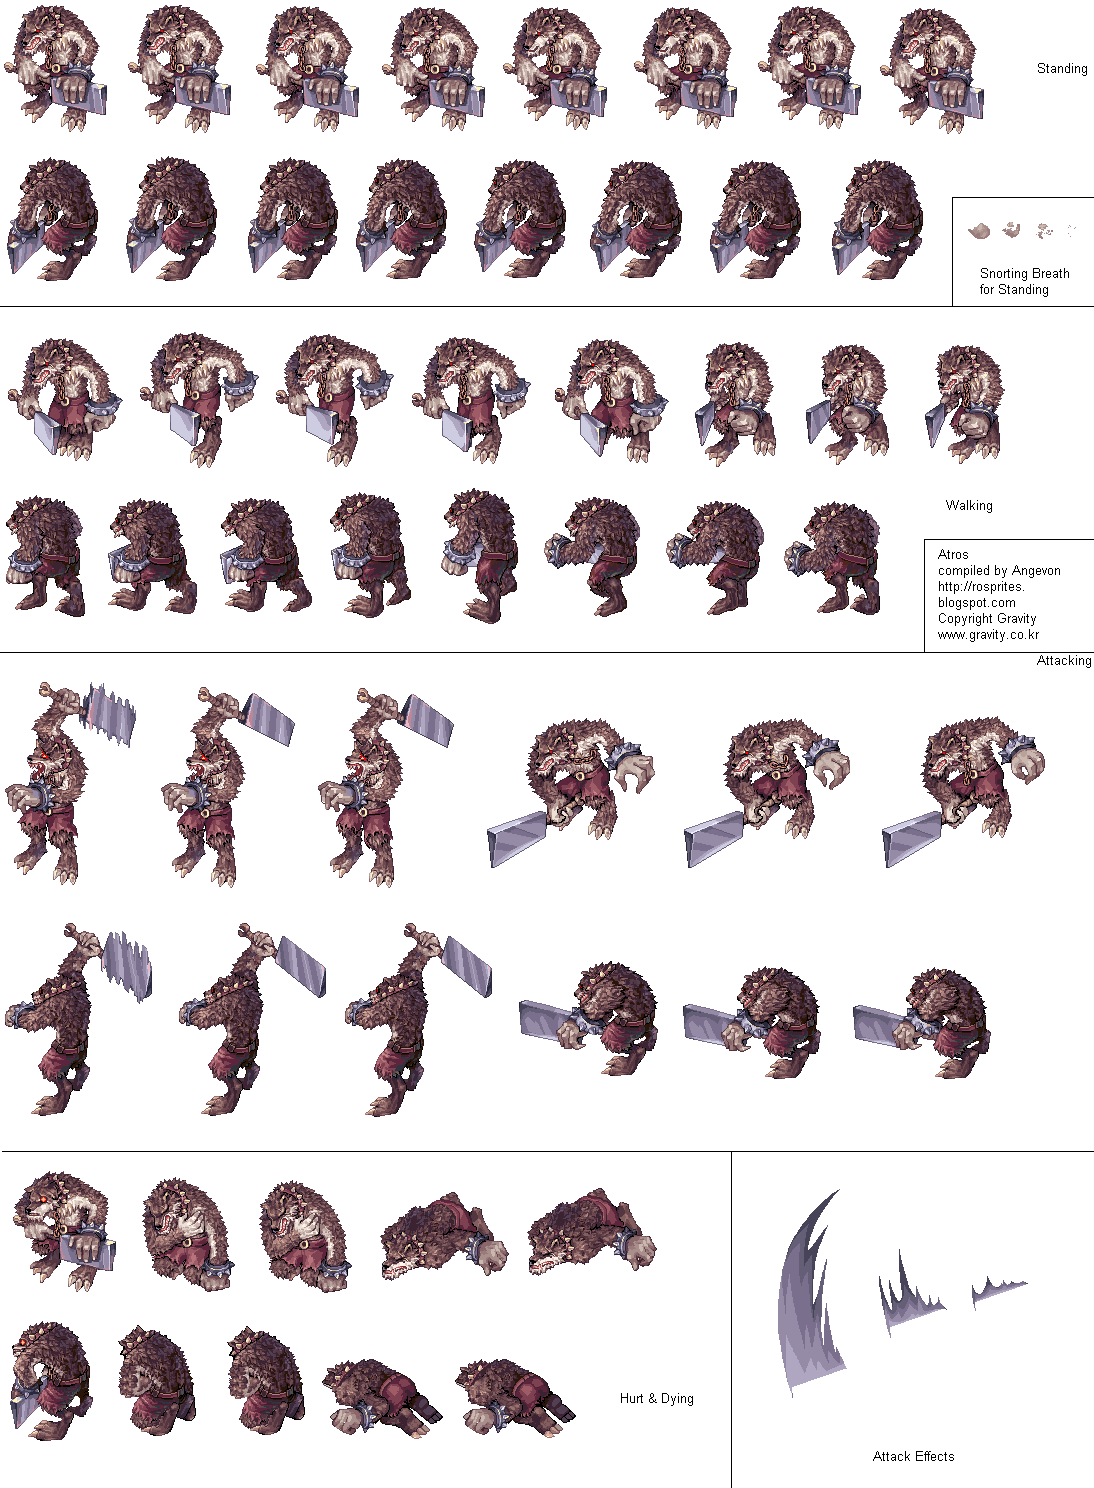 Standing
Snorting Breath
for Standing
Walking
Atros
compiled by Angevon
http://rosprites.
blogspot.com
Copyright Gravity
www.gravity.co.kr
Attacking
Hurt & Dying
Attack Effects